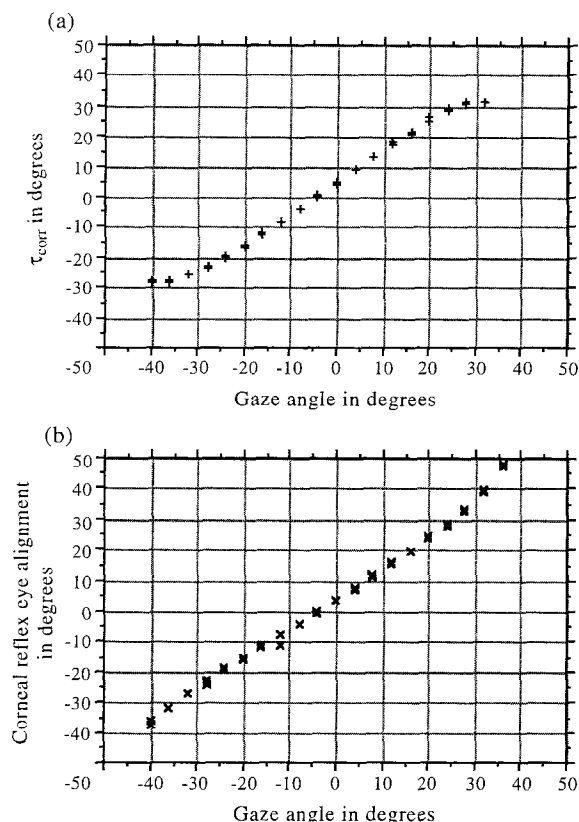 (a)
50
40
30
20
10
0
-10
-20
-30
-40
-50 -40 -30 -20 -10 0 10 20 30 40 50
τcorr in degrees
Gaze angle in degrees
(b)
50
40
30
20
10
0
-10
-20
-30
-40
-50 -40 -30 -20 -10 0 10 20 30 40 50
Corneal reflex eye alignment
in degrees
Gaze angle in degrees